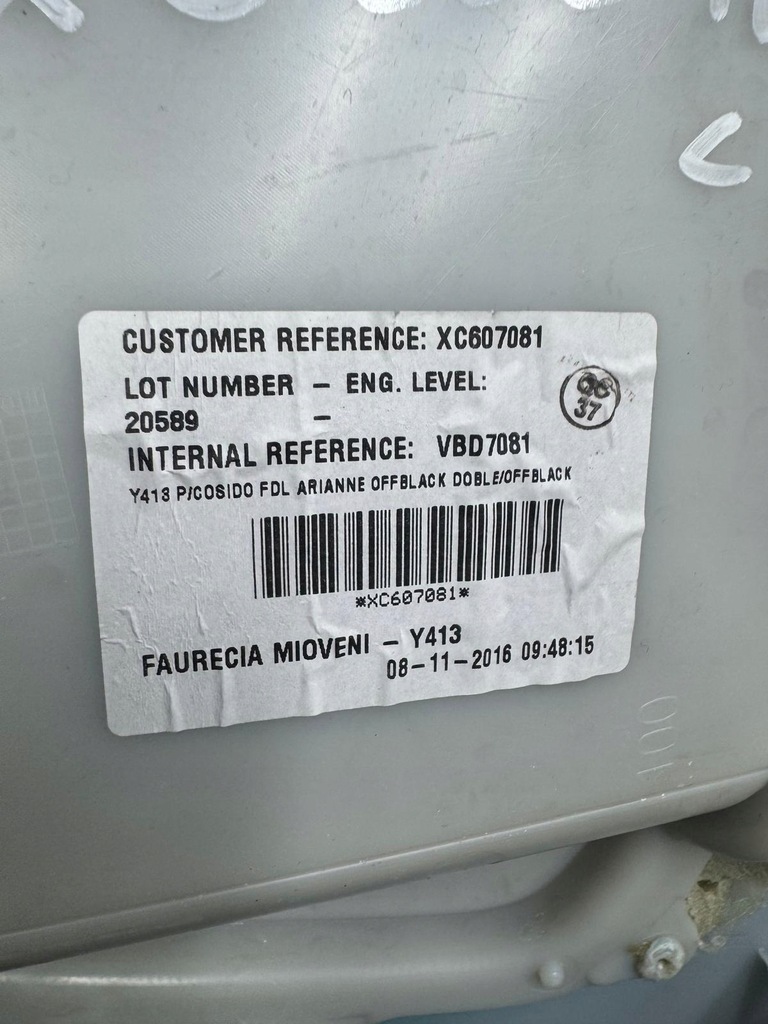 CUSTOMER REFERENCE: XC607081
LOT NUMBER - ENG. LEVEL:
20589 -
QC
37
INTERNAL REFERENCE: VBD7081
Y413 P/COSIDO FDL ARIANNE OFFBLACK DOBLE/OFFBLACK
*XC607081*
FAURECIA MIOVENI - Y413
08-11-2016 09:48:15
100